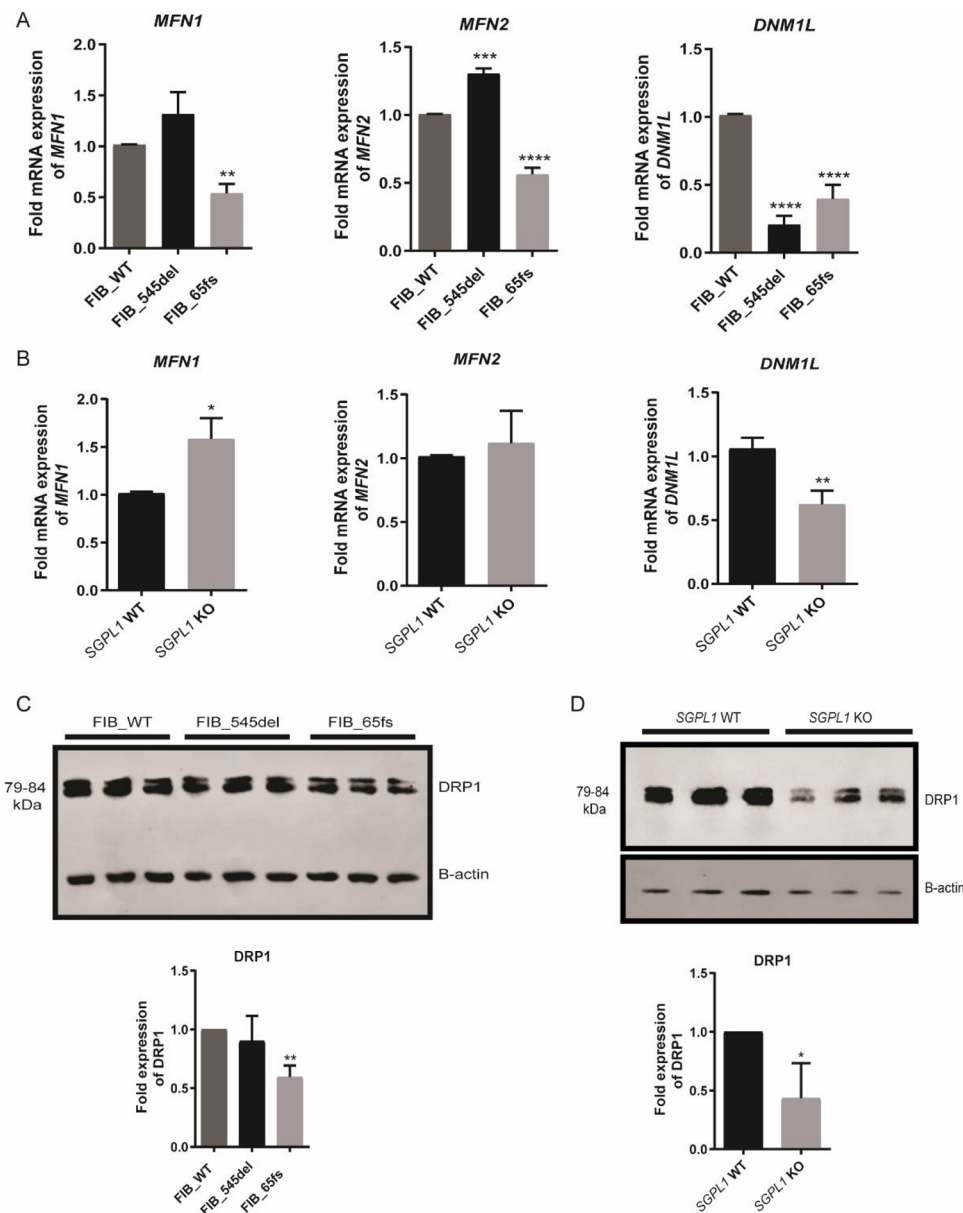 A
MFN1
Fold mRNA expression
of MFN1
2.0
1.5
1.0
0.5
0.0
**
FIB_WT
FIB_545del
FIB_65fs
MFN2
Fold mRNA expression
of MFN2
1.5
1.0
0.5
0.0
***
****
FIB_WT
FIB_545del
FIB_65fs
DNM1L
Fold mRNA expression
of DNM1L
1.5
1.0
0.5
0.0
****
****
FIB_WT
FIB_545del
FIB_65fs
B
MFN1
Fold mRNA expression
of MFN1
2.0
1.5
1.0
0.5
0.0
*
SGPL1 WT
SGPL1 KO
MFN2
Fold mRNA expression
of MFN2
2.0
1.5
1.0
0.5
0.0
SGPL1 WT
SGPL1 KO
DNM1L
Fold mRNA expression
of DNM1L
1.5
1.0
0.5
0.0
**
SGPL1 WT
SGPL1 KO
C
FIB_WT
FIB_545del
FIB_65fs
79-84
kDa
DRP1
B-actin
DRP1
Fold expression
of DRP1
1.5
1.0
0.5
0.0
**
FIB_WT
FIB_545del
FIB_65fs
D
SGPL1 WT
SGPL1 KO
79-84
kDa
DRP1
B-actin
DRP1
Fold expression
of DRP1
1.5
1.0
0.5
0.0
*
SGPL1 WT
SGPL1 KO